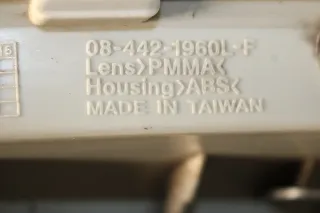 08-442-1960L-F
Lens>PMMA<
Housing>ABS<
MADE IN TAIWAN